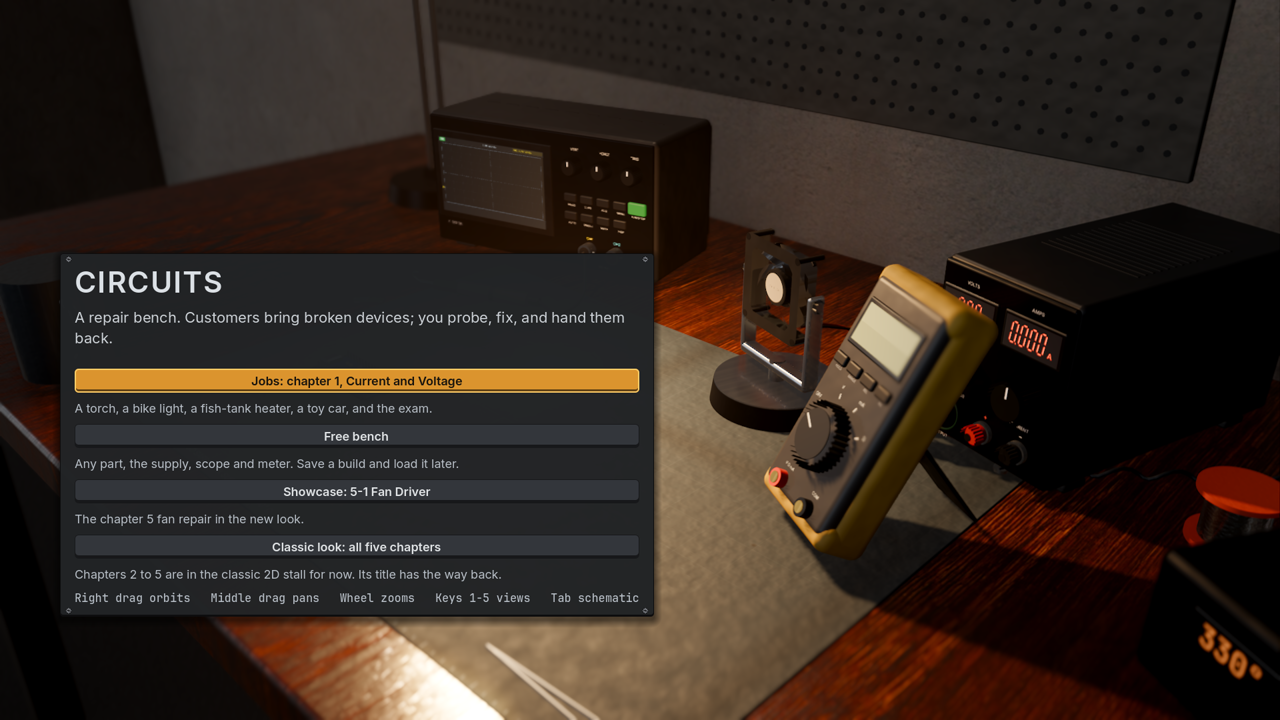 CIRCUITS
A repair bench. Customers bring broken devices; you probe, fix, and hand them
back.
Jobs: chapter 1, Current and Voltage
A torch, a bike light, a fish-tank heater, a toy car, and the exam.
Free bench
Any part, the supply, scope and meter. Save a build and load it later.
Showcase: 5-1 Fan Driver
The chapter 5 fan repair in the new look.
Classic look: all five chapters
Chapters 2 to 5 are in the classic 2D stall for now. Its title has the way back.
Right drag orbits Middle drag pans Wheel zooms Keys 1-5 views Tab schematic
VOLTS
AMPS
0.000 A
330°